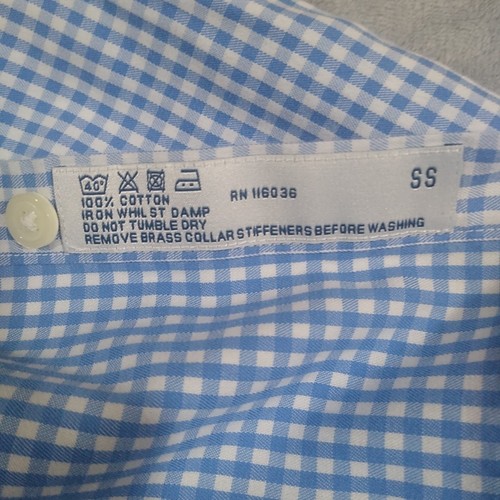 40°
RN 116036
SS
100% COTTON
IRON WHILST DAMP
DO NOT TUMBLE DRY
REMOVE BRASS COLLAR STIFFENERS BEFORE WASHING